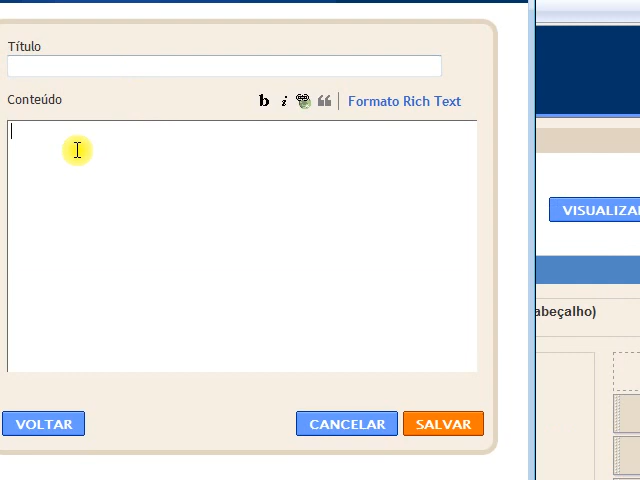 Título
Conteúdo b i Formato Rich Text
VISUALIZA
abeçalho)
VOLTAR CANCELAR SALVAR